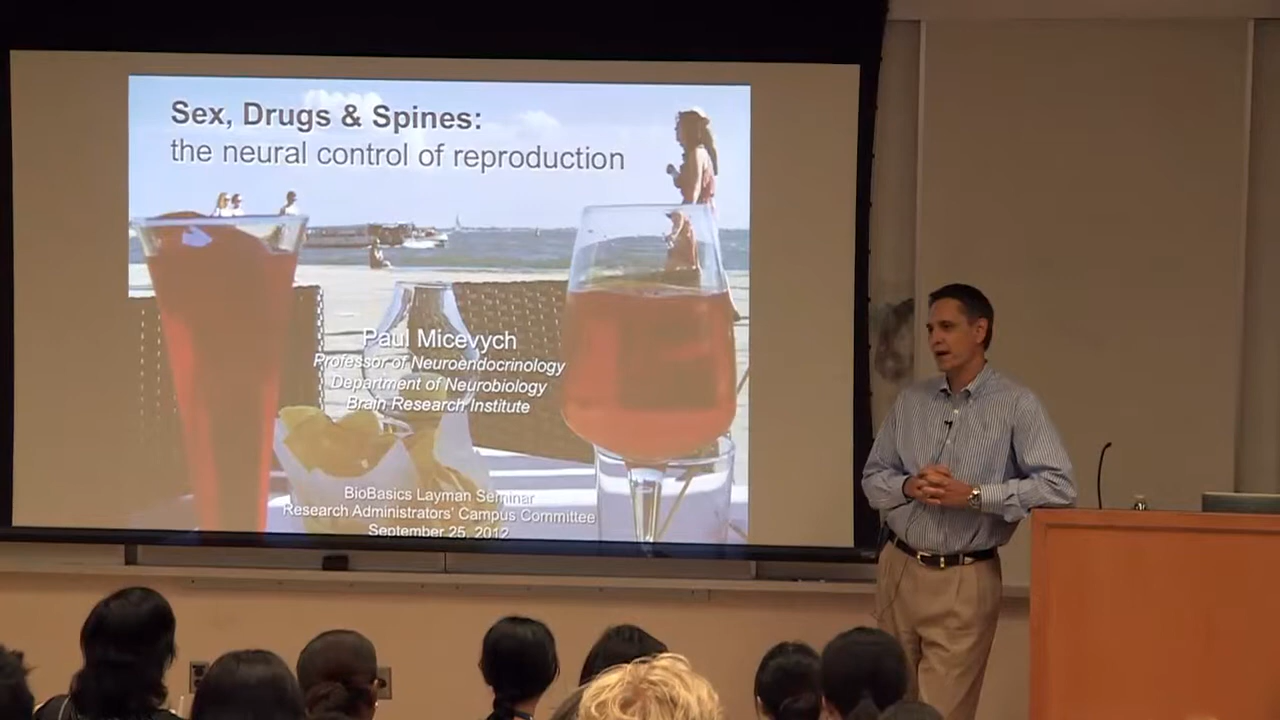 Sex, Drugs & Spines:
the neural control of reproduction
Paul Micevych
Professor of Neuroendocrinology
Department of Neurobiology
Brain Research Institute
BioBasics Layman Seminar
Research Administrators' Campus Committee
September 25, 2012